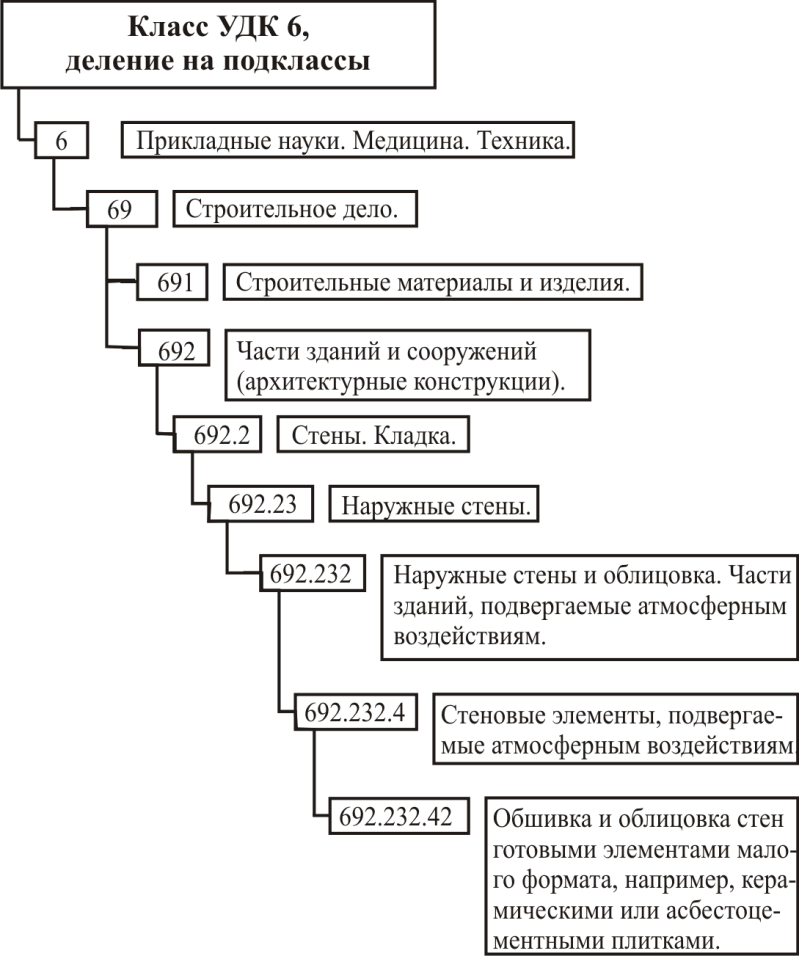 Класс УДК 6,
деление на подклассы
6
Прикладные науки. Медицина. Техника.
69
Строительное дело.
691
Строительные материалы и изделия.
692
Части зданий и сооружений
(архитектурные конструкции).
692.2
Стены. Кладка.
692.23
Наружные стены.
692.232
Наружные стены и облицовка. Части
зданий, подвергаемые атмосферным
воздействиям.
692.232.4
Стеновые элементы, подвергае-
мые атмосферным воздействиям.
692.232.42
Обшивка и облицовка стен
готовыми элементами мало-
го формата, например, кера-
мическими или асбестоце-
ментными плитками.